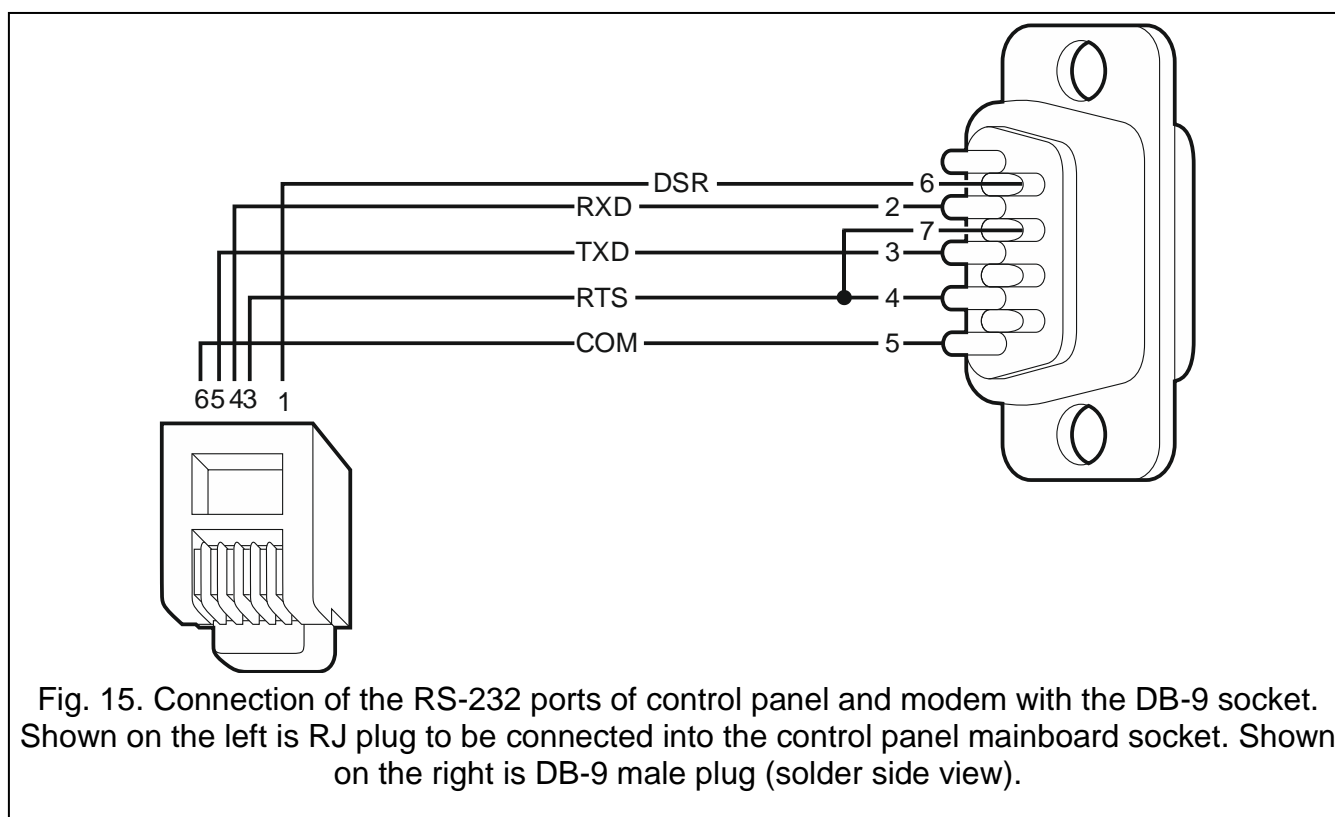 DSR 6
RXD 2
7
TXD 3
RTS 4
COM 5
6543 1
Fig. 15. Connection of the RS-232 ports of control panel and modem with the DB-9 socket.
Shown on the left is RJ plug to be connected into the control panel mainboard socket. Shown
on the right is DB-9 male plug (solder side view).